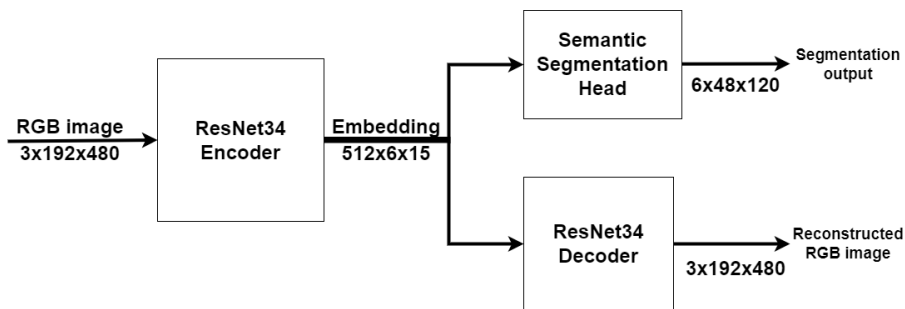 RGB image
3x192x480
ResNet34
Encoder
Embedding
512x6x15
Semantic
Segmentation
Head
6x48x120
Segmentation
output
ResNet34
Decoder
3x192x480
Reconstructed
RGB image